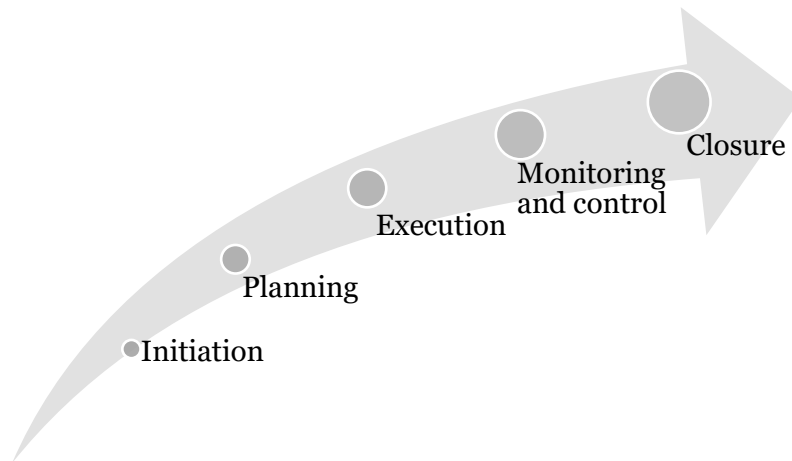 Initiation
Planning
Execution
Monitoring
and control
Closure